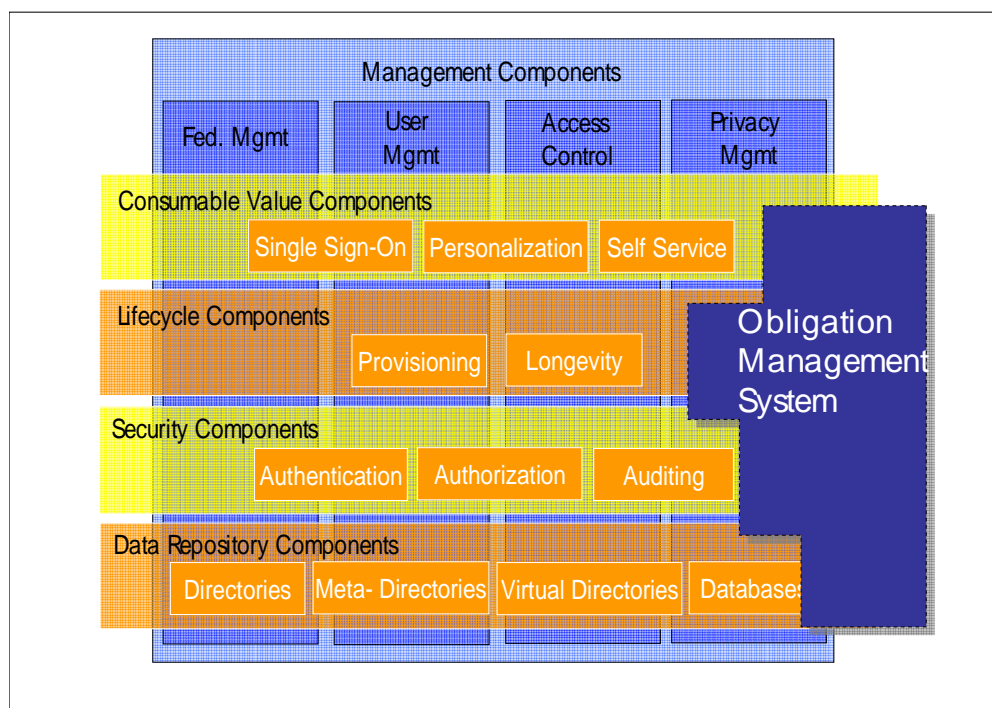 Management Components
Fed. Mgmt
User
Mgmt
Access
Control
Privacy
Mgmt
Consumable Value Components
Single Sign-On
Personalization
Self Service
Lifecycle Components
Provisioning
Longevity
Obligation
Management
System
Security Components
Authentication
Authorization
Auditing
Data Repository Components
Directories
Meta- Directories
Virtual Directories
Databases